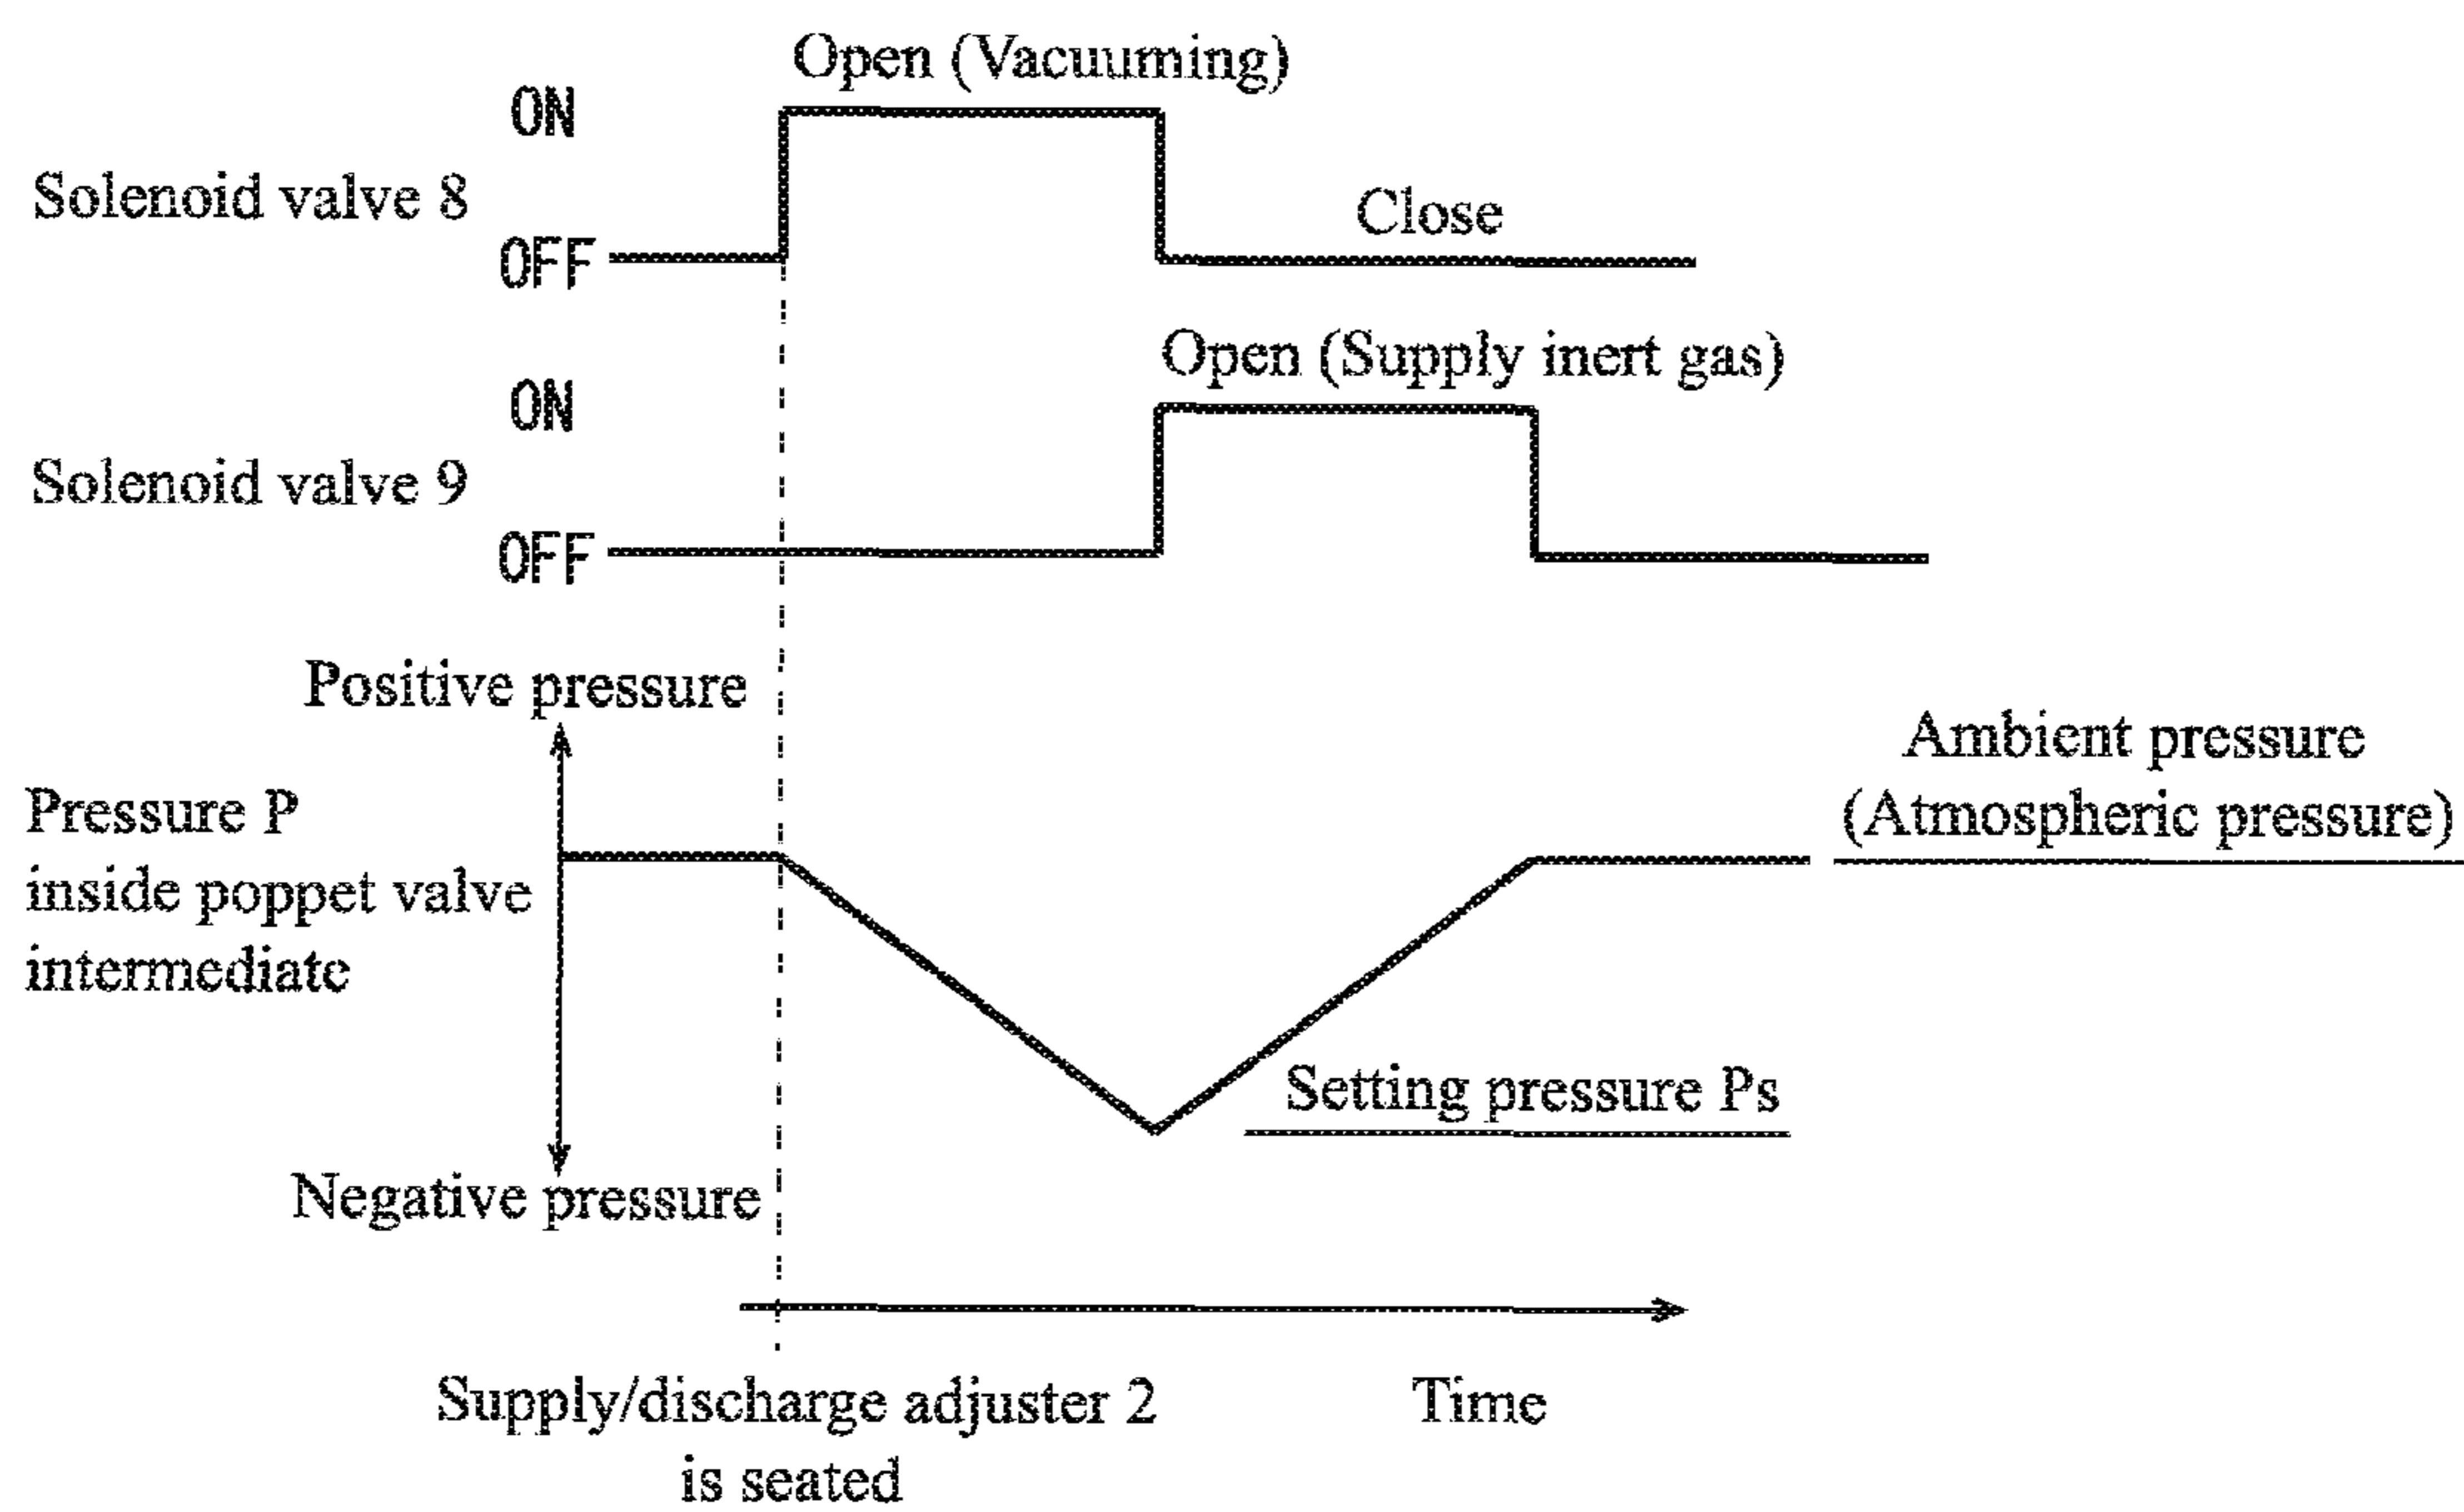 Open (Vacuuming)
ON
Solenoid valve 8
OFF
Close
Open (Supply inert gas)
ON
Solenoid valve 9
OFF
Positive pressure
Ambient pressure
(Atmospheric pressure)
Pressure P
inside poppet valve
intermediate
Setting pressure Ps
Negative pressure
Supply/discharge adjuster 2
is seated
Time